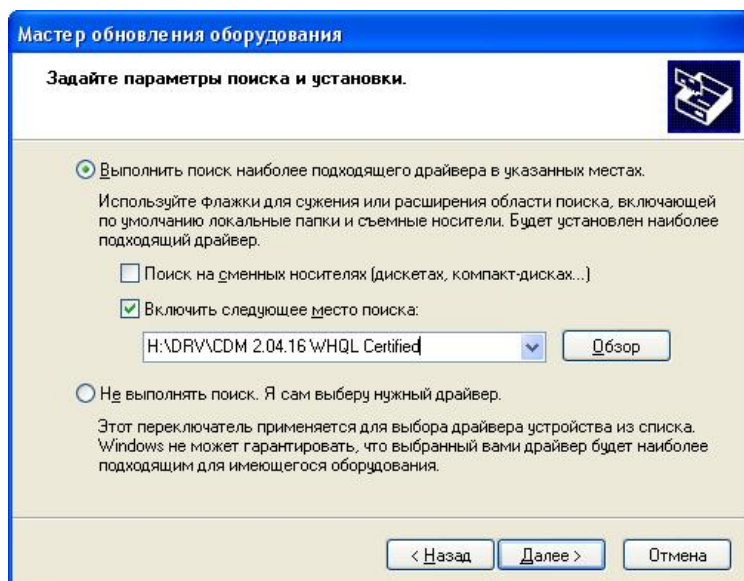 Мастер обновления оборудования
Задайте параметры поиска и установки.
Выполнить поиск наиболее подходящего драйвера в указанных местах.
Используйте флажки для сужения или расширения области поиска, включающей
по умолчанию локальные папки и съемные носители. Будет установлен наиболее
подходящий драйвер.
Поиск на сменных носителях (дискетах, компакт-дисках...)
Включить следующее место поиска:
H:\DRV\CDM 2.04.16 WHQL Certified
Обзор
Не выполнять поиск. Я сам выберу нужный драйвер.
Этот переключатель применяется для выбора драйвера устройства из списка.
Windows не может гарантировать, что выбранный вами драйвер будет наиболее
подходящим для имеющегося оборудования.
< Назад
Далее >
Отмена